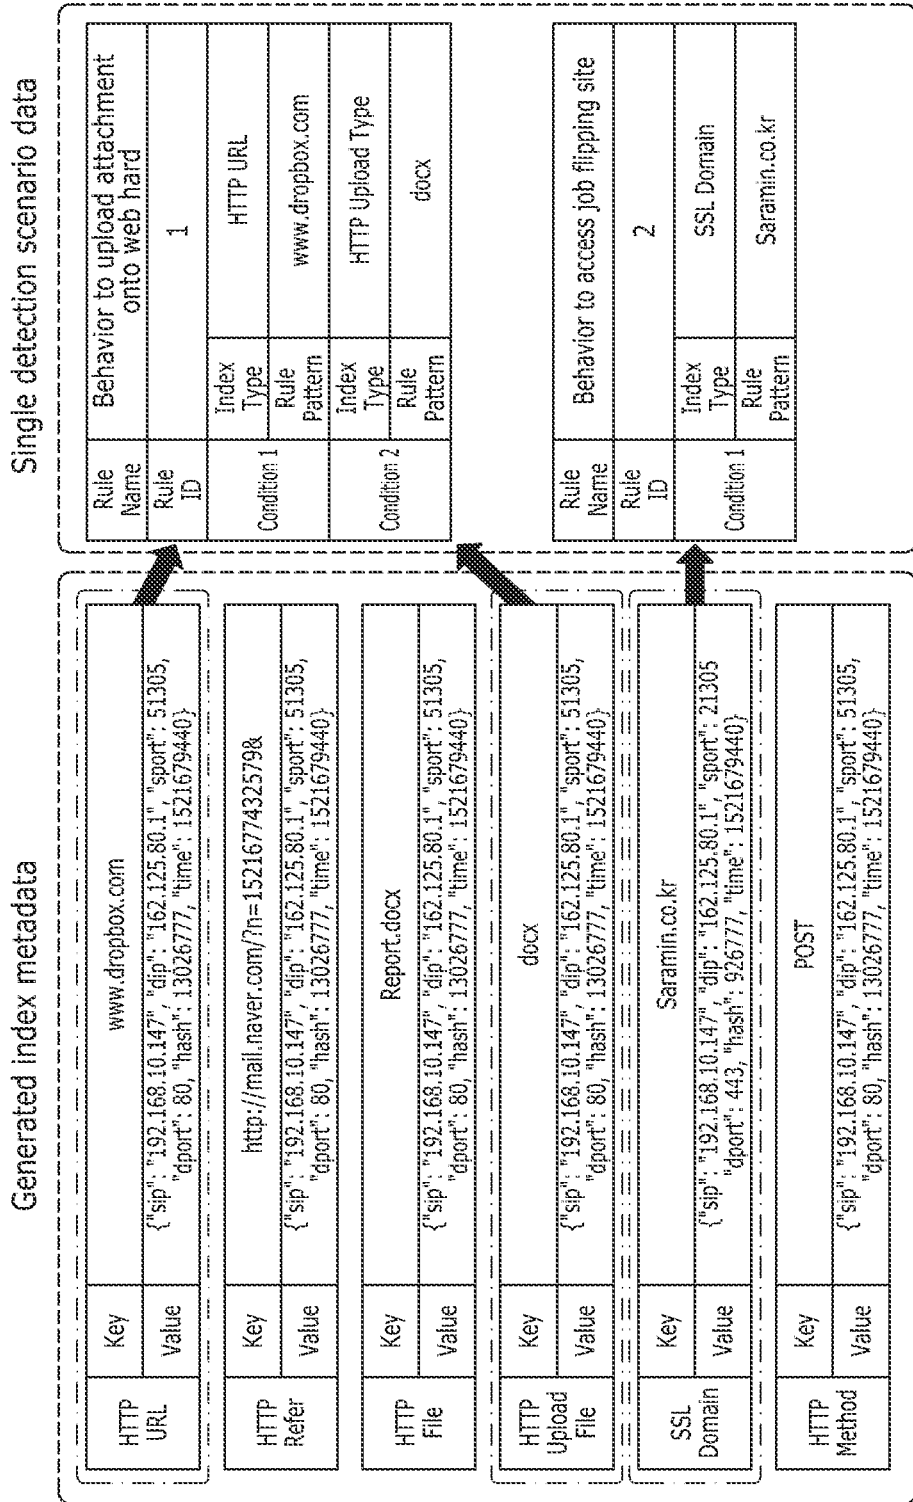 Generated index metadata
HTTP
URL
Key
www.dropbox.com
Value
{"sip": "192.168.10.147", "dip": "162.125.80.1", "sport": 51305,
"dport": 80, "hash": 13026777, "time": 1521679440}
HTTP
Refer
Key
http://mail.naver.com/?n=1521677432579&
Value
{"sip": "192.168.10.147", "dip": "162.125.80.1", "sport": 51305,
"dport": 80, "hash": 13026777, "time": 1521679440}
HTTP
File
Key
Report.docx
Value
{"sip": "192.168.10.147", "dip": "162.125.80.1", "sport": 51305,
"dport": 80, "hash": 13026777, "time": 1521679440}
HTTP
Upload
File
Key
docx
Value
{"sip": "192.168.10.147", "dip": "162.125.80.1", "sport": 51305,
"dport": 80, "hash": 13026777, "time": 1521679440}
SSL
Domain
Key
Saramin.co.kr
Value
{"sip": "192.168.10.147", "dip": "162.125.80.1", "sport": 21305
"dport": 443, "hash": 926777, "time": 1521679440}
HTTP
Method
Key
POST
Value
{"sip": "192.168.10.147", "dip": "162.125.80.1", "sport": 51305,
"dport": 80, "hash": 13026777, "time": 1521679440}
Single detection scenario data
Rule
Name
Behavior to upload attachment
onto web hard
Rule
ID
1
Condition 1
Index
Type
HTTP URL
Rule
Pattern
www.dropbox.com
Condition 2
Index
Type
HTTP Upload Type
Rule
Pattern
docx
Rule
Name
Behavior to access job flipping site
Rule
ID
2
Condition 1
Index
Type
SSL Domain
Rule
Pattern
Saramin.co.kr